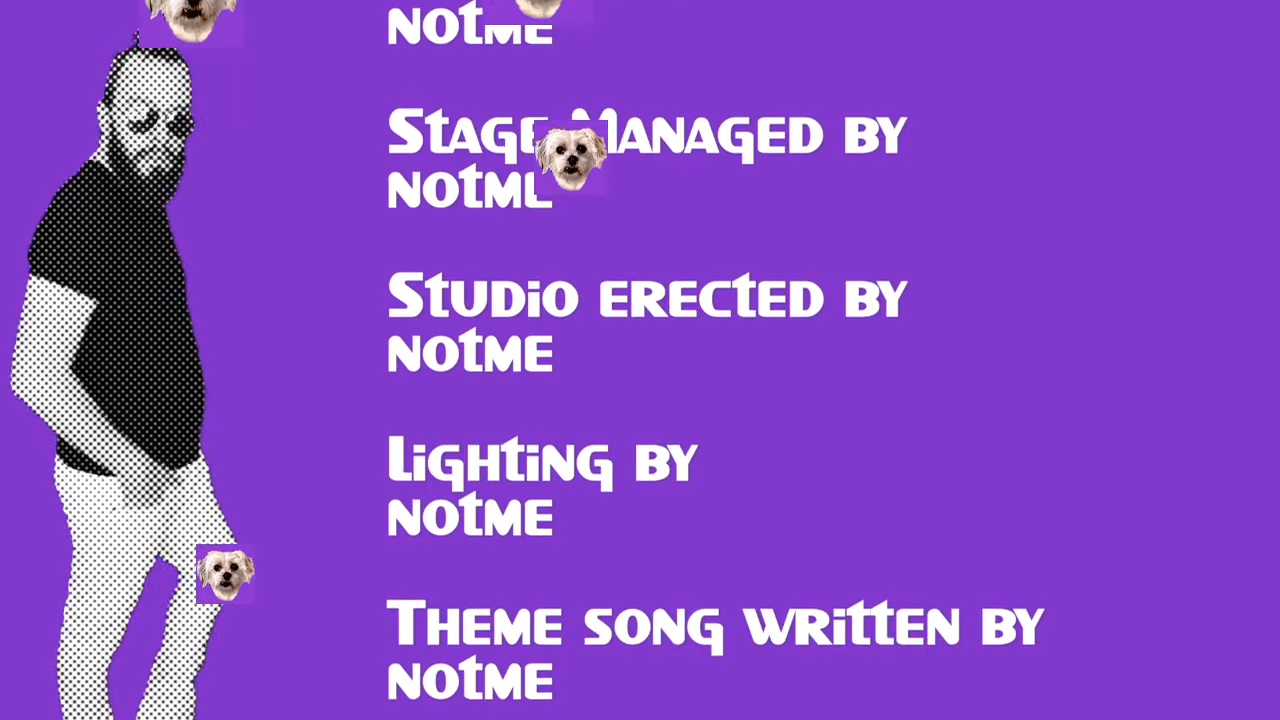 notme
Stage Managed by
notme
Studio erected by
notme
Lighting by
notme
Theme song written by
notme